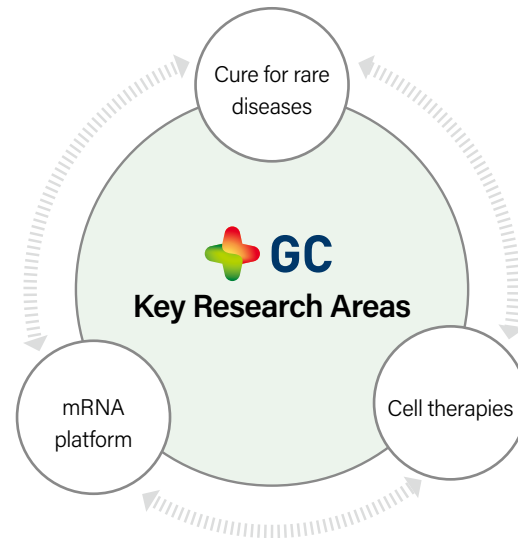 Cure for rare
diseases
GC
Key Research Areas
mRNA
platform
Cell therapies